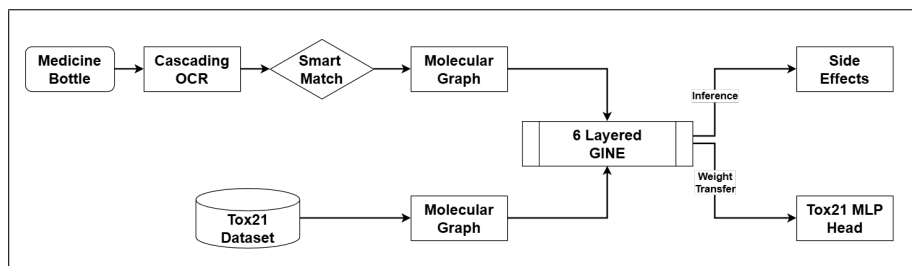 Medicine
Bottle
Cascading
OCR
Smart
Match
Molecular
Graph
Side
Effects
Inference
6 Layered
GINE
Weight
Transfer
Tox21
Dataset
Molecular
Graph
Tox21 MLP
Head